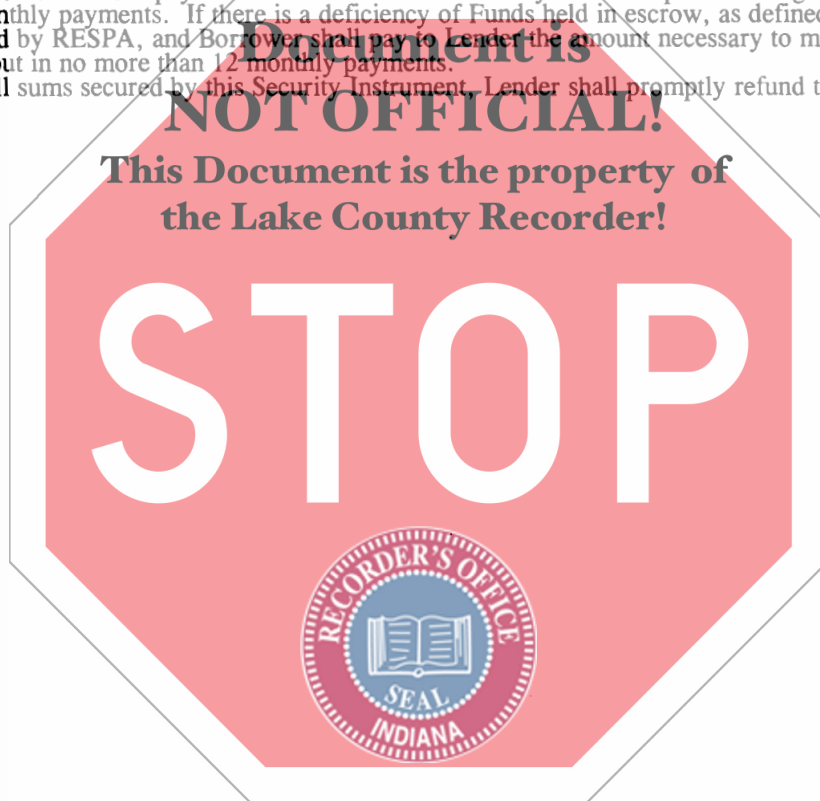 nthly payments. If there is a deficiency of Funds held in escrow, as defined
d by RESPA, and Borrower shall pay to Lender the amount necessary to m
ut in no more than 12 monthly payments.
ll sums secured by this Security Instrument, Lender shall promptly refund t
Document is
NOT OFFICIAL!
This Document is the property of
the Lake County Recorder!
STOP
RECORDER'S OFFICE
SEAL
INDIANA